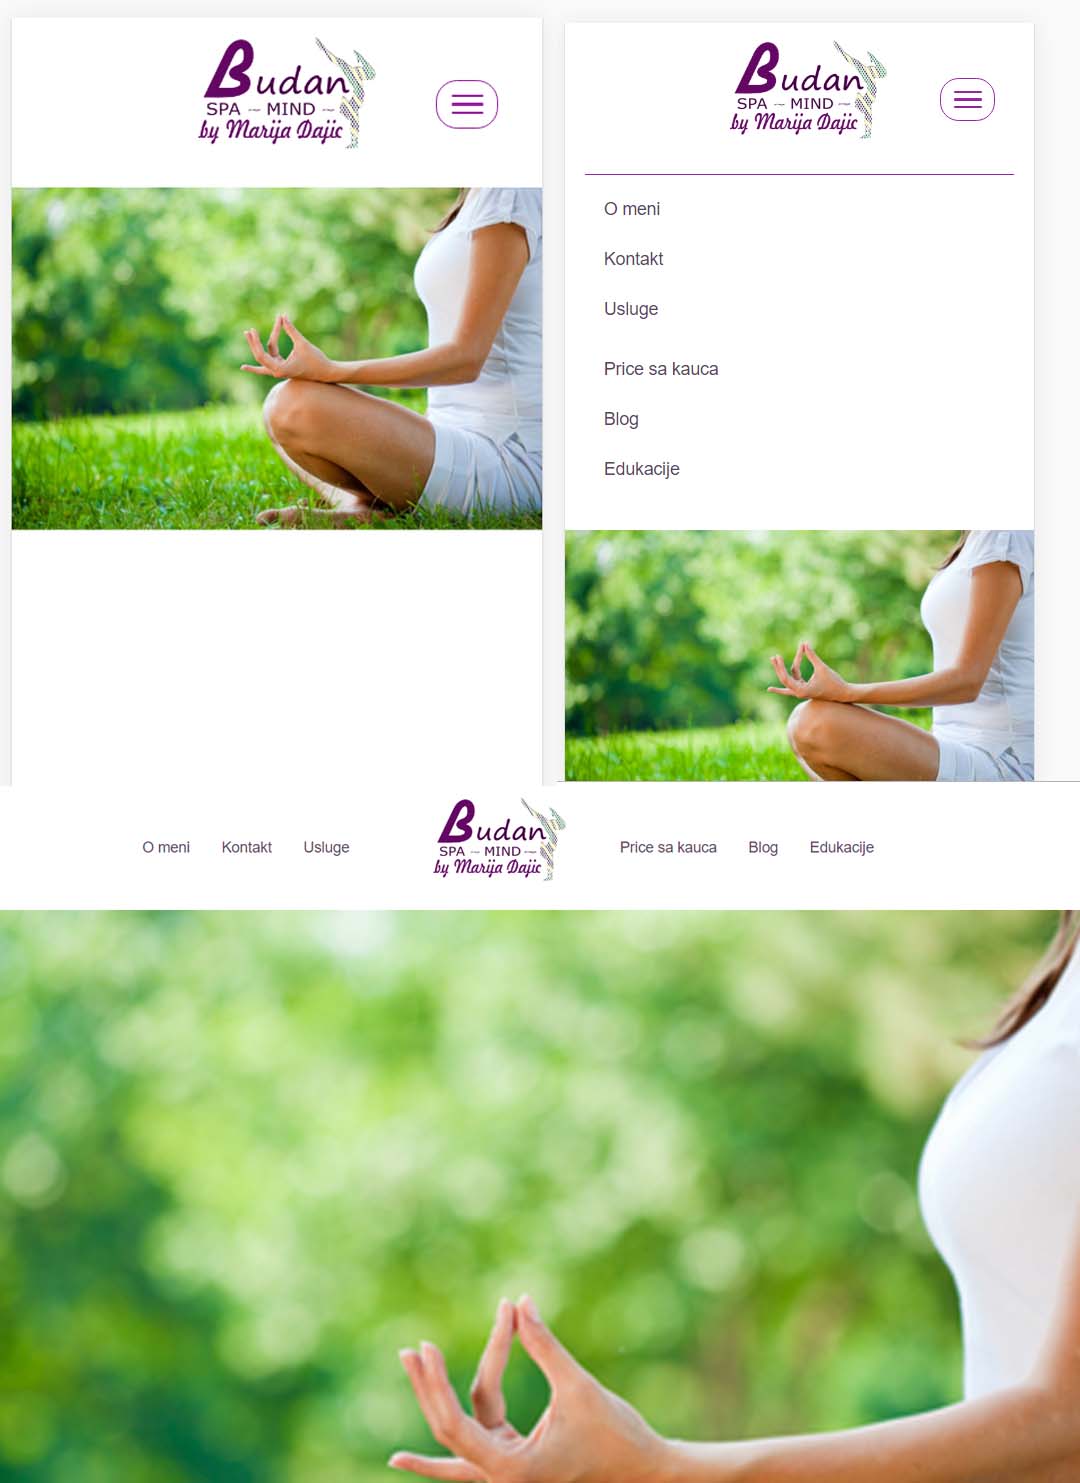 Budan
SPA ~ MIND ~
by Marija Dajic
Budan
SPA ~ MIND ~
by Marija Dajic
O meni
Kontakt
Usluge
Price sa kauca
Blog
Edukacije
O meni Kontakt Usluge
Budan
SPA ~ MIND ~
by Marija Dajic
Price sa kauca Blog Edukacije